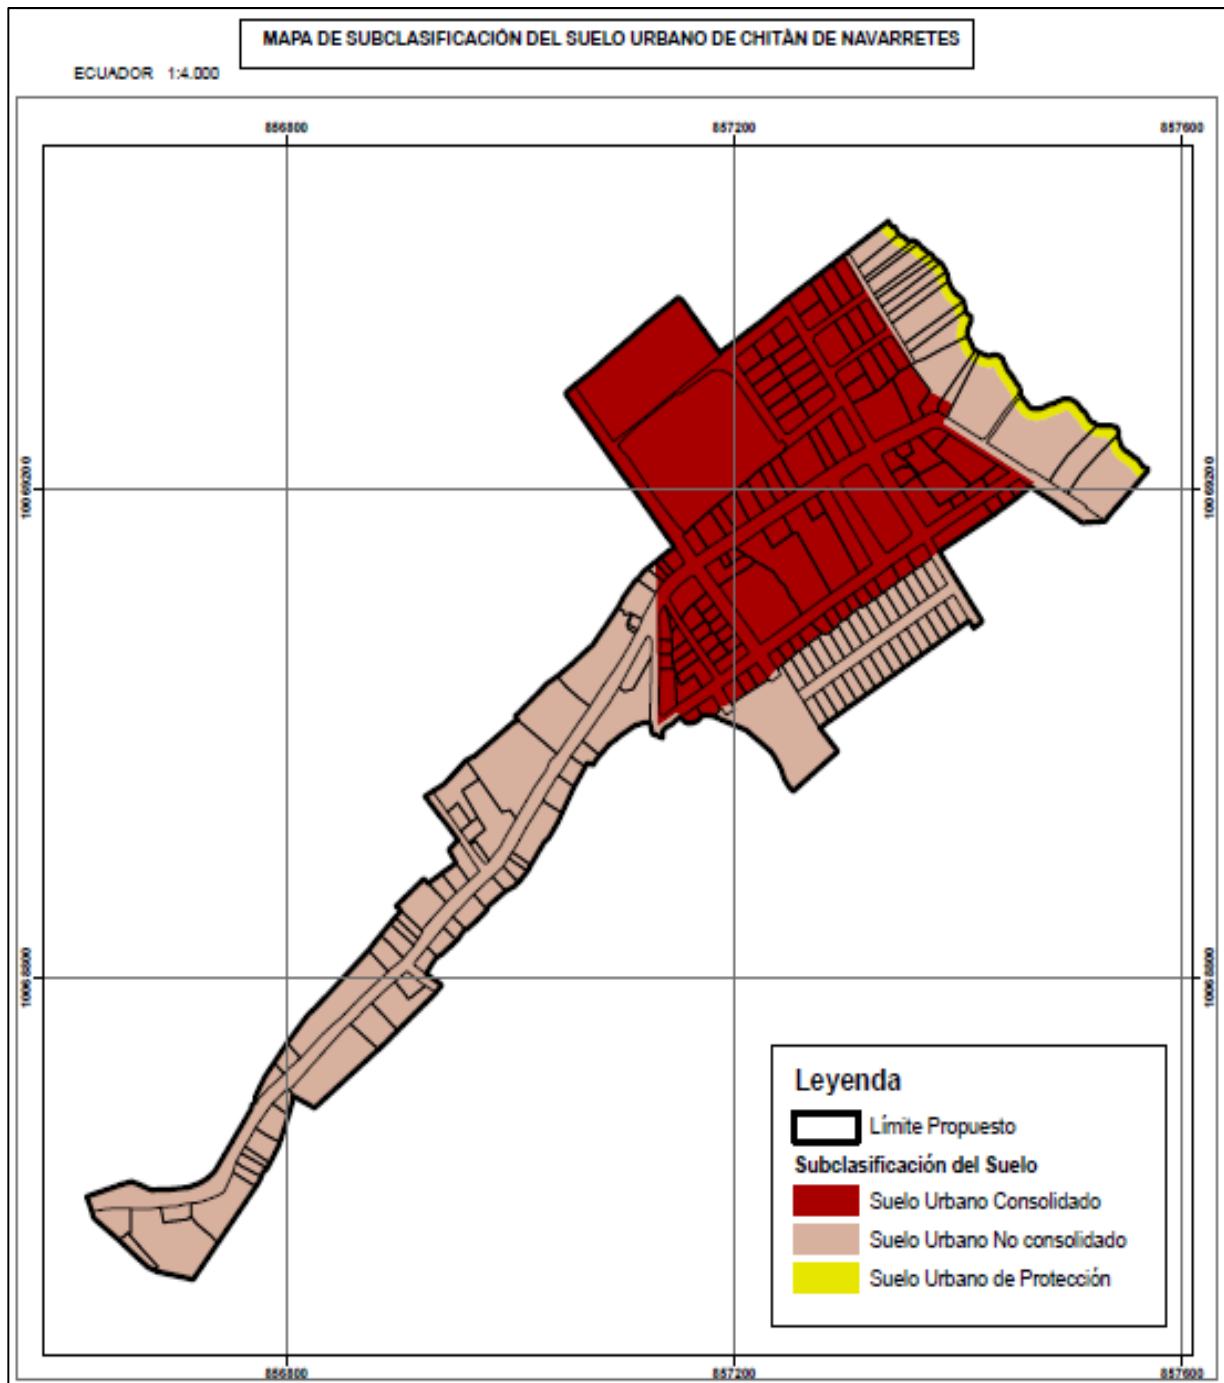 MAPA DE SUBCLASIFICACIÓN DEL SUELO URBANO DE CHITÀN DE NAVARRETES
ECUADOR 1:4.000
856800 857200 857600
10069200 10069200
10068800 10068800
Leyenda
Límite Propuesto
Subclasificación del Suelo
Suelo Urbano Consolidado
Suelo Urbano No consolidado
Suelo Urbano de Protección
856800 857200 857600